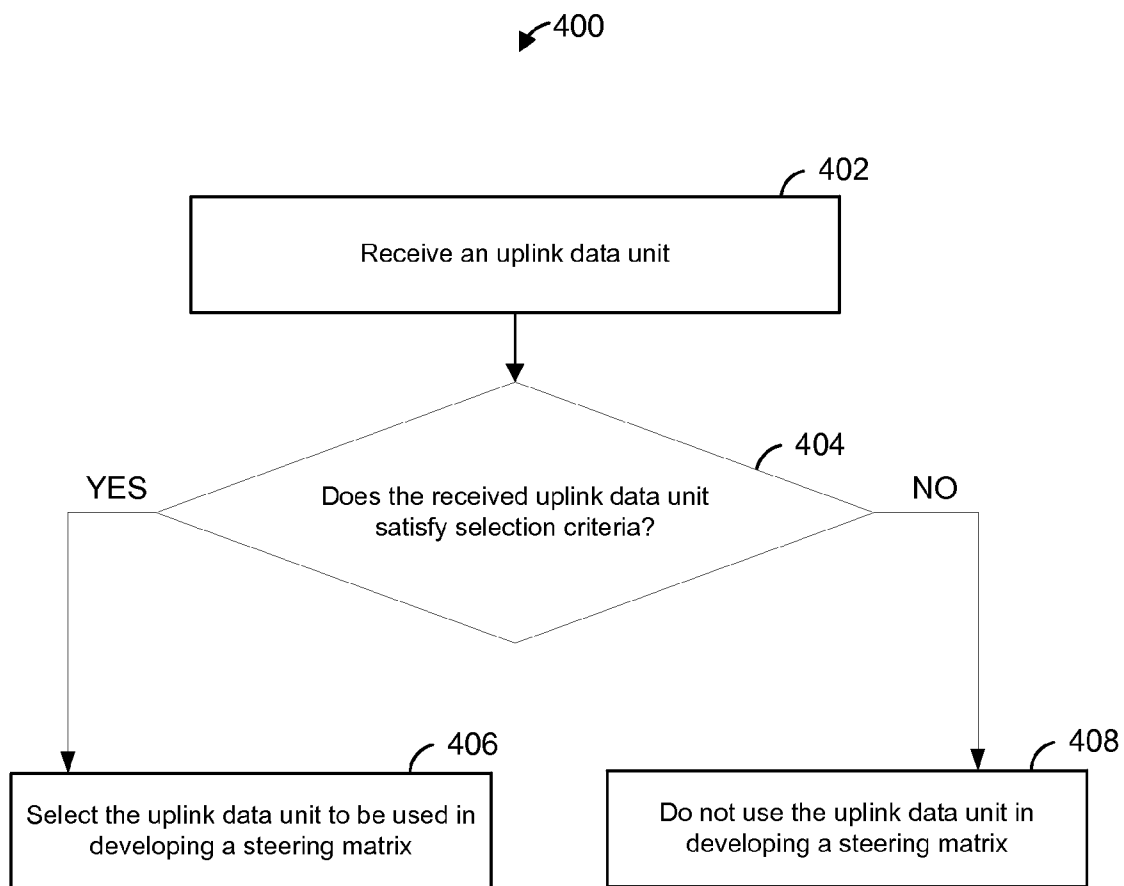 400
402
Receive an uplink data unit
404
YES
Does the received uplink data unit
satisfy selection criteria?
NO
406
Select the uplink data unit to be used in
developing a steering matrix
408
Do not use the uplink data unit in
developing a steering matrix